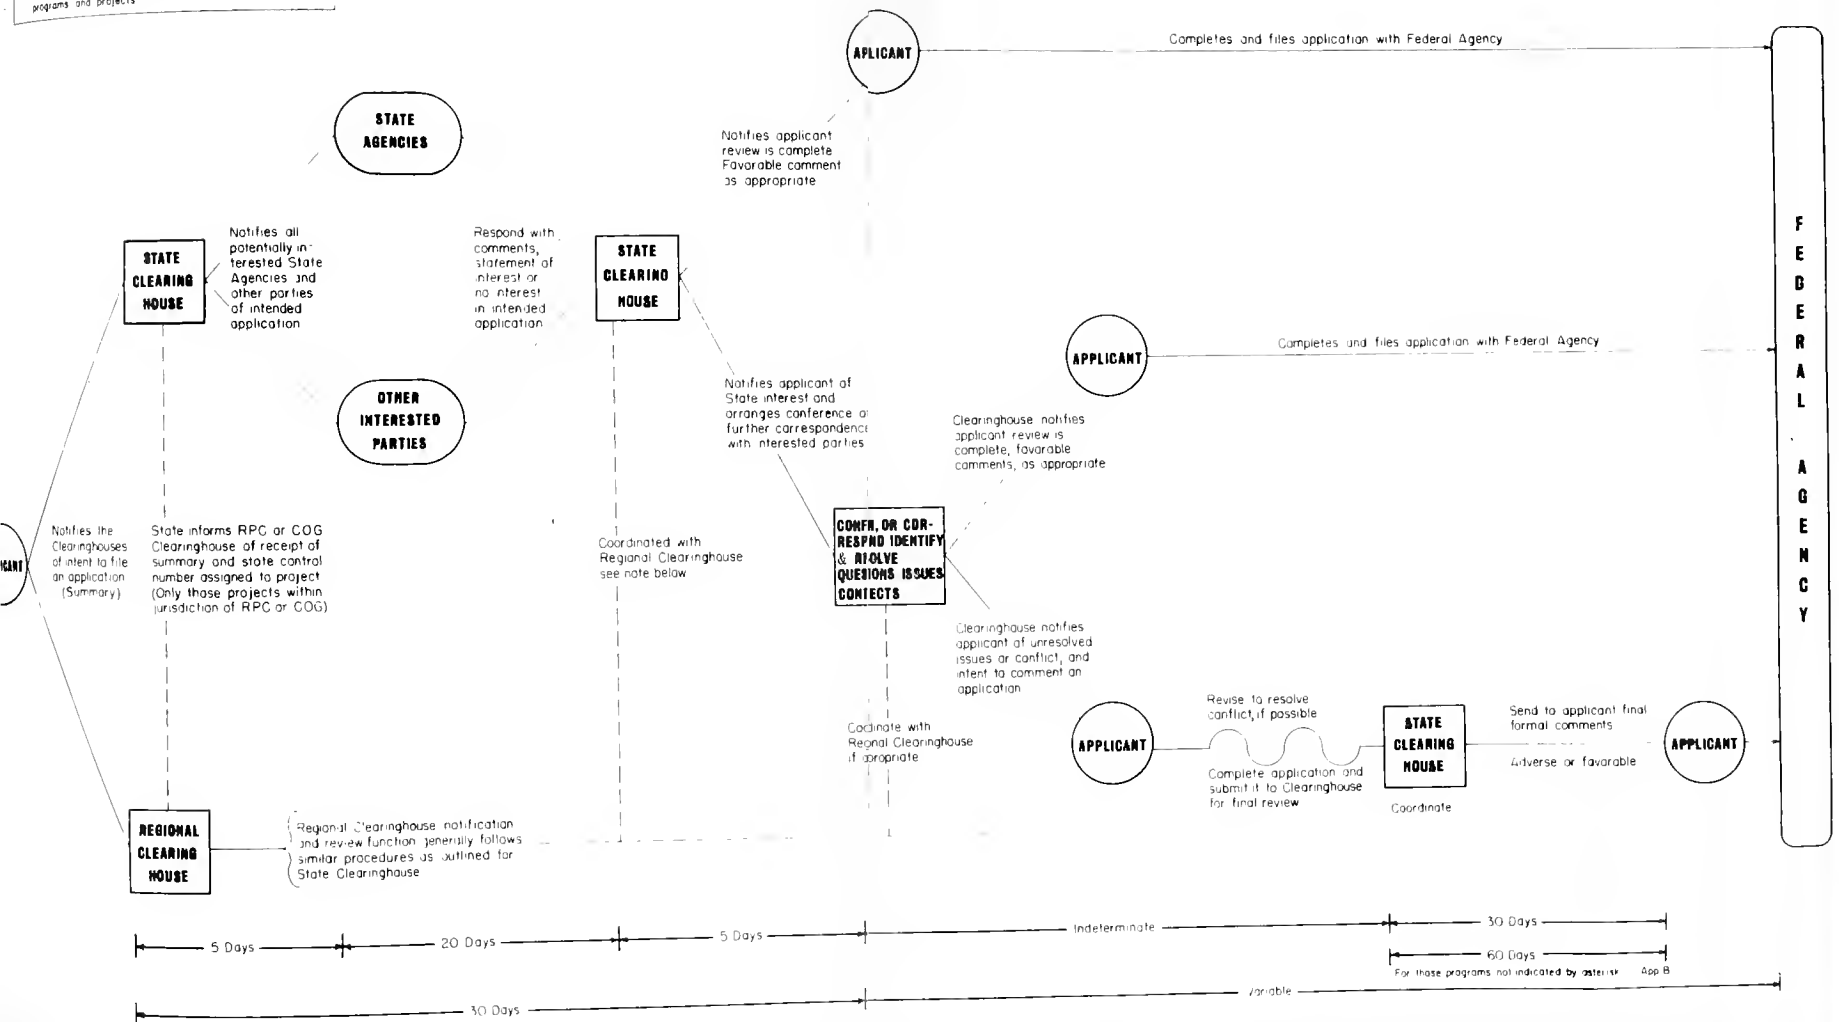 programs and projects
APLICANT
Completes and files application with Federal Agency
STATE
AGENCIES
Notifies applicant
review is complete
Favorable comment
as appropriate
STATE
CLEARING
HOUSE
Notifies all
potentially in-
terested State
Agencies and
other parties
of intended
application
Respond with
comments,
statement of
interest or
no nterest
in intended
application
STATE
CLEARINO
HOUSE
FEDERAL AGENCY
APPLICANT
Completes and files application with Federal Agency
OTHER
INTERESTED
PARTIES
Notifies applicant of
State interest and
arranges conference o
further correspondence
with nterested parties
Clearinghouse notifies
applicant review is
complete, favorable
comments, as appropriate
ICANT
Notifies the
Clearinghouses
of intent to file
an application
(Summary)
State informs RPC or COG
Clearinghouse of receipt of
summary and state control
number assigned to project
(Only those projects within
jurisdiction of RPC or COG)
Coordinated with
Regional Clearinghouse
see note below
CONFR, OR COR-
RESPND IDENTIFY
& RIOLVE
QUESIONS ISSUES
CONTECTS
Clearinghouse notifies
applicant of unresolved
issues or conflict, and
intent to comment on
application
Coodinate with
Regional Clearinghouse
if apropriate
APPLICANT
Revise to resolve
conflict, if possible
Complete application and
submit it to Clearinghouse
for final review
STATE
CLEARING
HOUSE
Coordinate
Send to applicant final
formal comments
Adverse or favorable
APPLICANT
REGIONAL
CLEARING
HOUSE
Regional Clearinghouse notification
and review function generally follows
similar procedures as outlined for
State Clearinghouse
5 Days
20 Days
5 Days
Indeterminate
30 Days
60 Days
For those programs not indicated by asterisk App B
30 Days
Variable